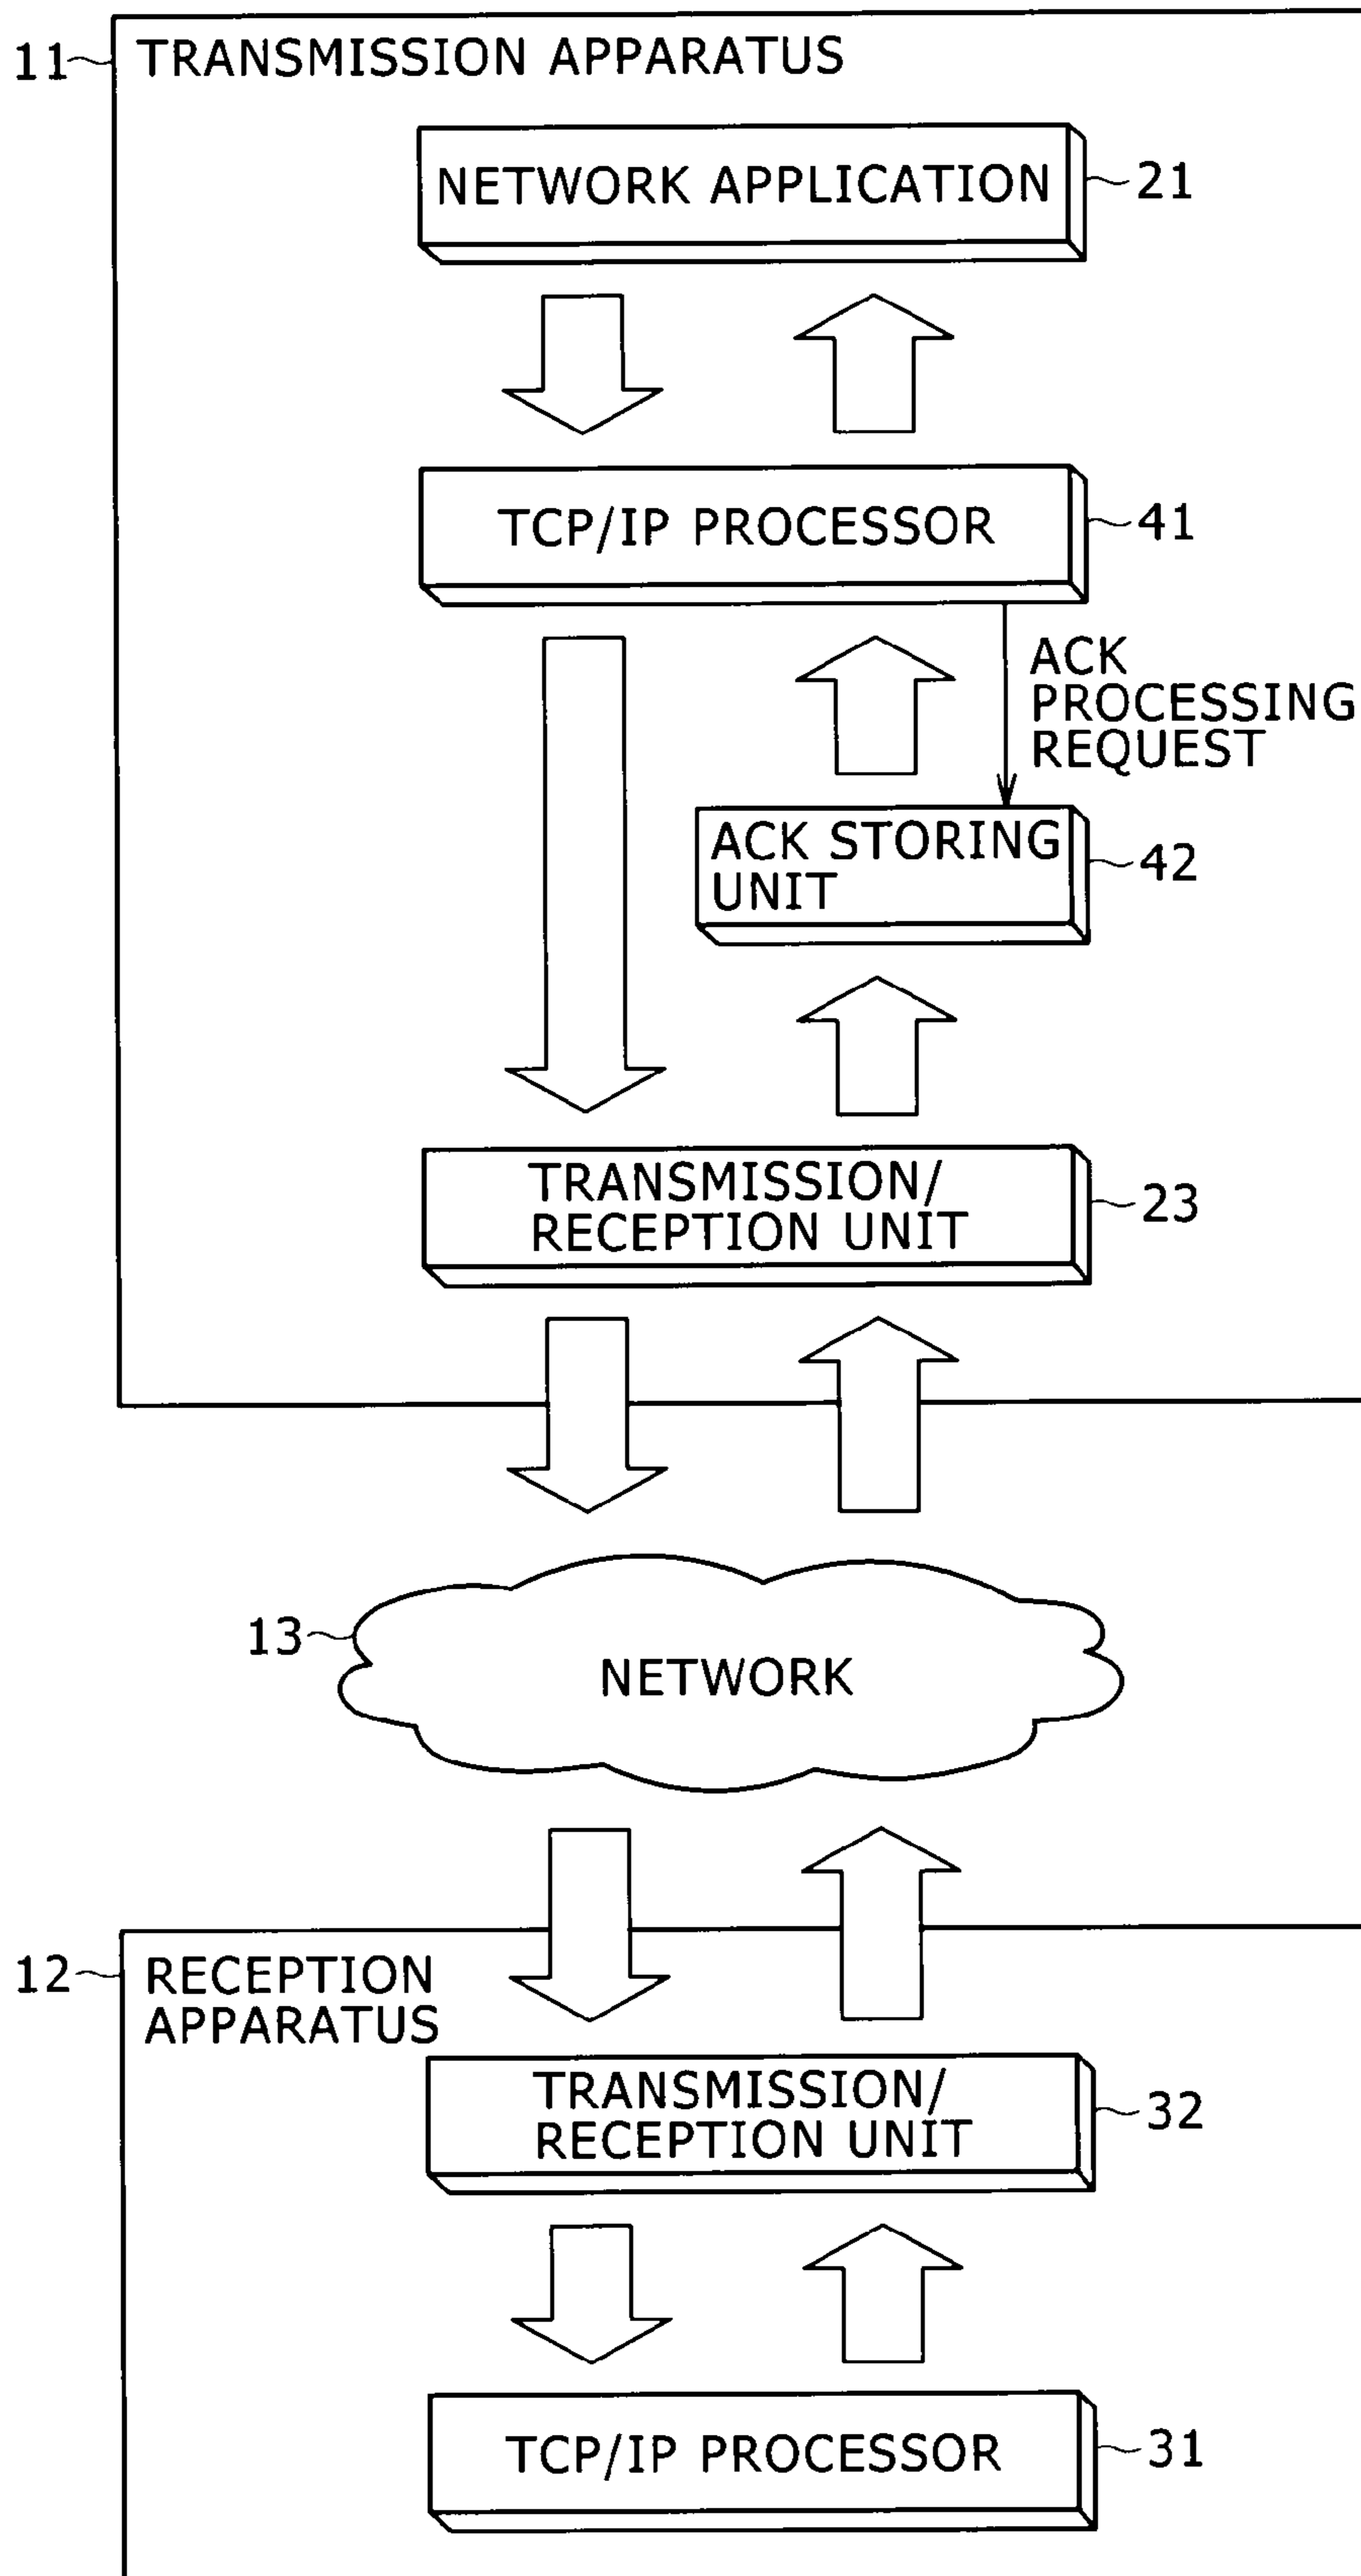 11 TRANSMISSION APPARATUS
NETWORK APPLICATION 21
TCP/IP PROCESSOR 41
ACK
PROCESSING
REQUEST
ACK STORING
UNIT
42
TRANSMISSION/
RECEPTION UNIT
23
13
NETWORK
12
RECEPTION
APPARATUS
TRANSMISSION/
RECEPTION UNIT
32
TCP/IP PROCESSOR 31